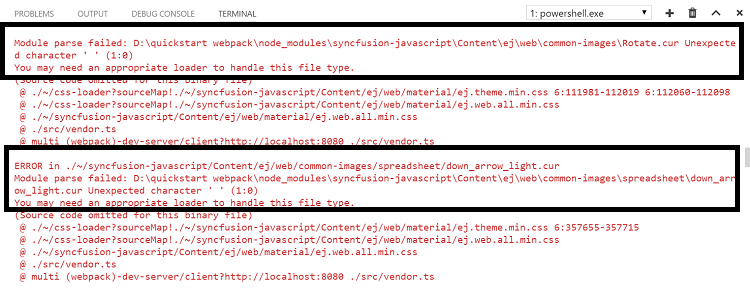 PROBLEMS OUTPUT DEBUG CONSOLE TERMINAL 1: powershell.exe
Module parse failed: D:\quickstart webpack\node_modules\syncfusion-javascript\Content\ej\web\common-images\Rotate.cur Unexpecte
d character ' ' (1:0)
You may need an appropriate loader to handle this file type.
(Source code omitted for this binary file)
@ ./~/css-loader?sourceMap!./~/syncfusion-javascript/Content/ej/web/material/ej.theme.min.css 6:111981-112019 6:112060-112098
@ ./~/css-loader?sourceMap!./~/syncfusion-javascript/Content/ej/web/material/ej.web.all.min.css
@ ./~/syncfusion-javascript/Content/ej/web/material/ej.web.all.min.css
@ ./src/vendor.ts
@ multi (webpack)-dev-server/client?http://localhost:8080 ./src/vendor.ts
ERROR in ./~/syncfusion-javascript/Content/ej/web/common-images/spreadsheet/down_arrow_light.cur
Module parse failed: D:\quickstart webpack\node_modules\syncfusion-javascript\Content\ej\web\common-images\spreadsheet\down_arr
ow_light.cur Unexpected character ' ' (1:0)
You may need an appropriate loader to handle this file type.
(Source code omitted for this binary file)
@ ./~/css-loader?sourceMap!./~/syncfusion-javascript/Content/ej/web/material/ej.theme.min.css 6:357655-357715
@ ./~/css-loader?sourceMap!./~/syncfusion-javascript/Content/ej/web/material/ej.web.all.min.css
@ ./~/syncfusion-javascript/Content/ej/web/material/ej.web.all.min.css
@ ./src/vendor.ts
@ multi (webpack)-dev-server/client?http://localhost:8080 ./src/vendor.ts